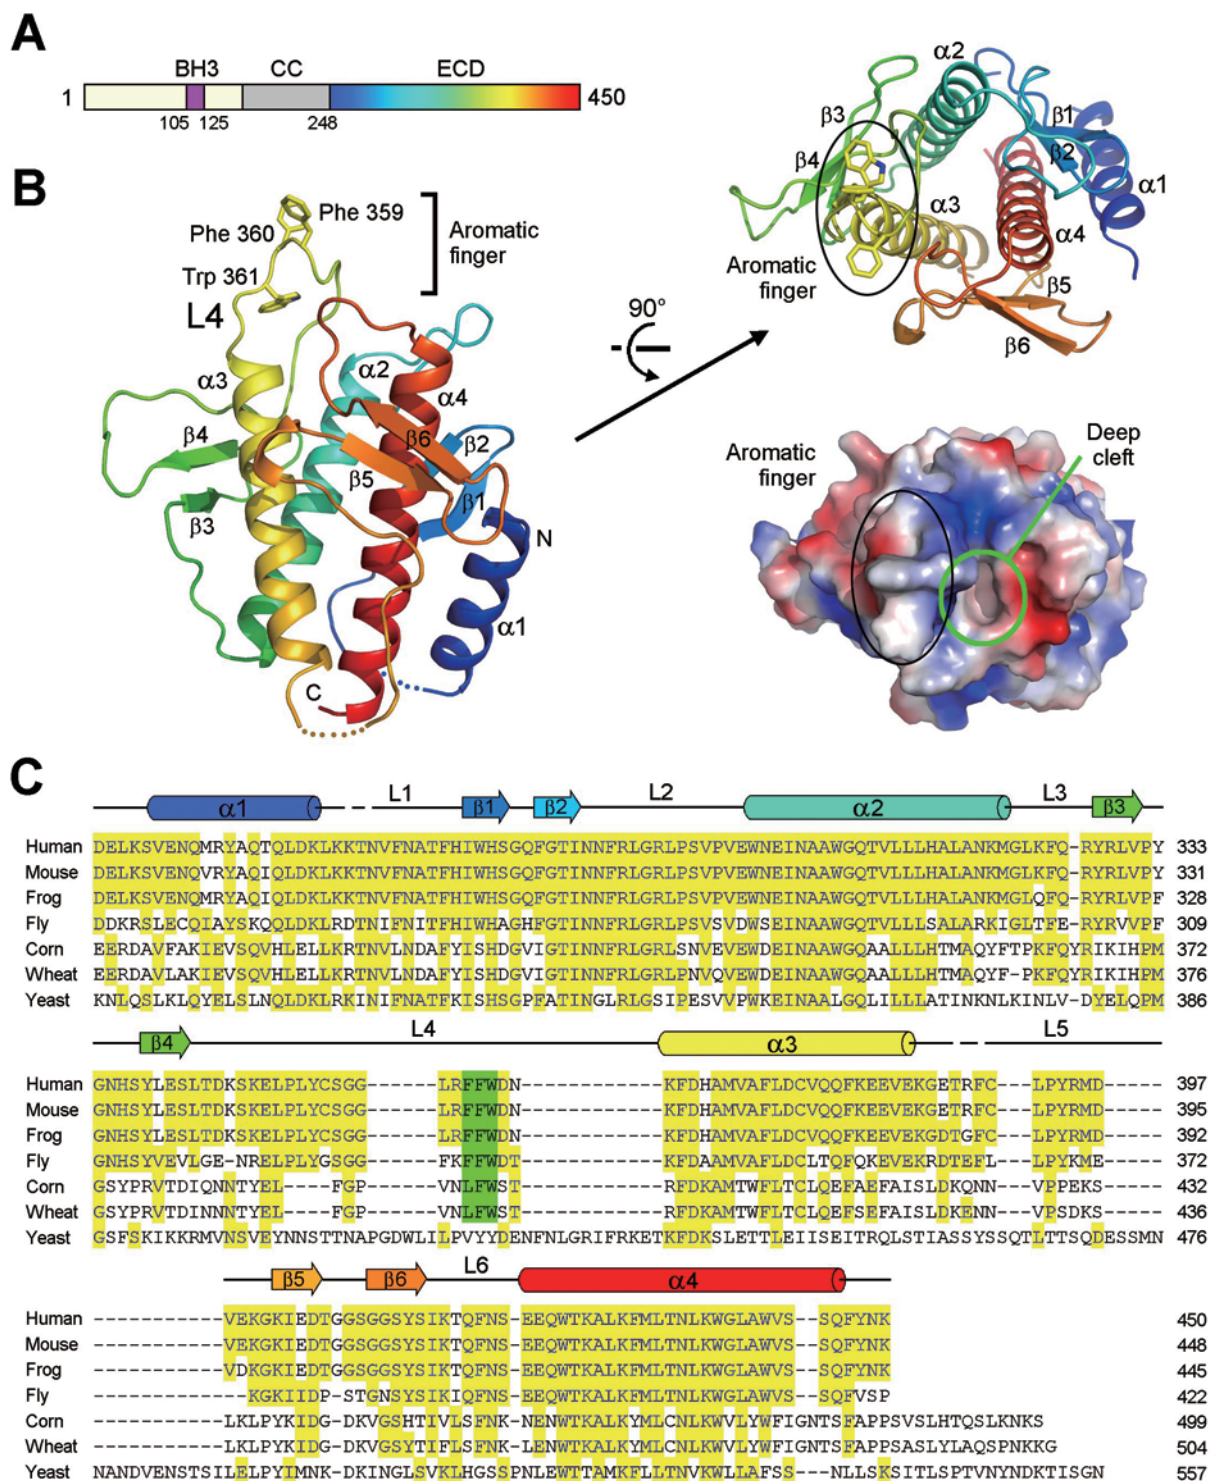 A
BH3 CC ECD
1 450
105 125 248
B
Phe 359
Phe 360
Trp 361
L4
Aromatic
finger
α3
α2
α4
β4
β6
β2
β5
β1
β3
N
α1
C
90°
α2
β3
β1
β4
β2
α1
α3
α4
Aromatic
finger
β5
β6
Aromatic
finger
Deep
cleft
C
α1 L1 β1 β2 L2 α2 L3 β3
Human DELKSVENQMRYAQTQLDKLKKTNVFNATFHIWHSGQFGTINNFRLGRLPSVPVEWNEINAAWGQTVLLLHALANKMGLKFQ-RYRLVPY 333
Mouse DELKSVENQVRYAQIQLDKLKKTNVFNATFHIWHSGQFGTINNFRLGRLPSVPVEWNEINAAWGQTVLLLHALANKMGLKFQ-RYRLVPY 331
Frog DELKSVENQMRYAQIQLDKLKKTNVFNATFHIWHSGQFGTINNFRLGRLPSVPVEWNEINAAWGQTVLLLHALANKMGLQFQ-RYRLVPF 328
Fly DDKRSLECQIAYSKQQLDKLRDTNIFNITFHIWHAGHFGTINNFRLGRLPSVSVDWSEINAAWGQTVLLLSALARKIGLTFE-RYRVVPF 309
Corn EERDAVFAKIEVSQVHLELLKRTNVLNDAFYISHDGVIGTINNFRLGRLSNVEVEWDEINAAWGQAALLLHTMAQYFTPKFQYRIKIHPM 372
Wheat EERDAVLAKIEVSQVHLELLKRTNVLNDAFYISHDGVIGTINNFRLGRLPNVQVEWDEINAAWGQAALLLHTMAQYF-PKFQYRIKIHPM 376
Yeast KNLQSLKLQYELSLNQLDKLRKINIFNATFKISHSGPFATINGLRLGSIPESVVPWKEINAALGQLILLLATINKNLKINLV-DYELQPM 386
β4 L4 α3 L5
Human GNHSYLESLTDKSKELPLYCSGG------LRFFWDN------------KFDHAMVAFLDCVQQFKEEVEKGETRFC---LPYRMD----- 397
Mouse GNHSYLESLTDKSKELPLYCSGG------LRFFWDN------------KFDHAMVAFLDCVQQFKEEVEKGETRFC---LPYRMD----- 395
Frog GNHSYLESLTDKSKELPLYCSGG------LRFFWDN------------KFDHAMVAFLDCVQQFKEEVEKGDTGFC---LPYRMD----- 392
Fly GNHSYVEVLGE-NRELPLYGSGG------FKFFWDT------------KFDAAMVAFLDCLTQFQKEVEKRDTEFL---LPYKME----- 372
Corn GSYPRVTDIQNNTYEL----FGP------VNLFWST------------RFDKAMTWFLTCLQEFAEFAISLDKQNN---VPPEKS----- 432
Wheat GSYPRVTDINNNTYEL----FGP------VNLFWST------------RFDKAMTWFLTCLQEFSEFAISLDKENN---VPSDKS----- 436
Yeast GSFSKIKKRMVNSVEYNNSTTNAPGDWLILPVYYDENFNLGRIFRKETKFDKSLETTLEIISEITRQLSTIASSYSSQTLTTSQDESSMN 476
β5 β6 L6 α4
Human -----------VEKGKIEDTGGSGGSYSIKTQFNS-EEQWTKALKFMLTNLKWGLAWVS--SQFYNK 450
Mouse -----------VEKGKIEDTGGSGGSYSIKTQFNS-EEQWTKALKFMLTNLKWGLAWVS--SQFYNK 448
Frog -----------VDKGKIEDTGGSGGSYSIKTQFNS-EEQWTKALKFMLTNLKWGLAWVS--SQFYNK 445
Fly -------------KGKIIDP-STGNSYSIKIQFNS-EEQWTKALKFMLTNLKWGLAWVS--SQFVSP 422
Corn -----------LKLPYKIDG-DKVGSHTIVLSFNK-NENWTKALKYMLCNLKWVLYWFIGNTSFAPPSVSLHTQSLKNKS 499
Wheat -----------LKLPYKIDG-DKVGSYTIFLSFNK-LENWTKALKYMLCNLKWVLYWFIGNTSFAPPSASLYLAQSPNKKG 504
Yeast NANDVENSTSILELPYIMNK-DKINGLSVKLHGSSPNLEWTTAMKFLLTNVKWLLAFSS---NLLSKSITLSPTVNYNDKTISGN 557